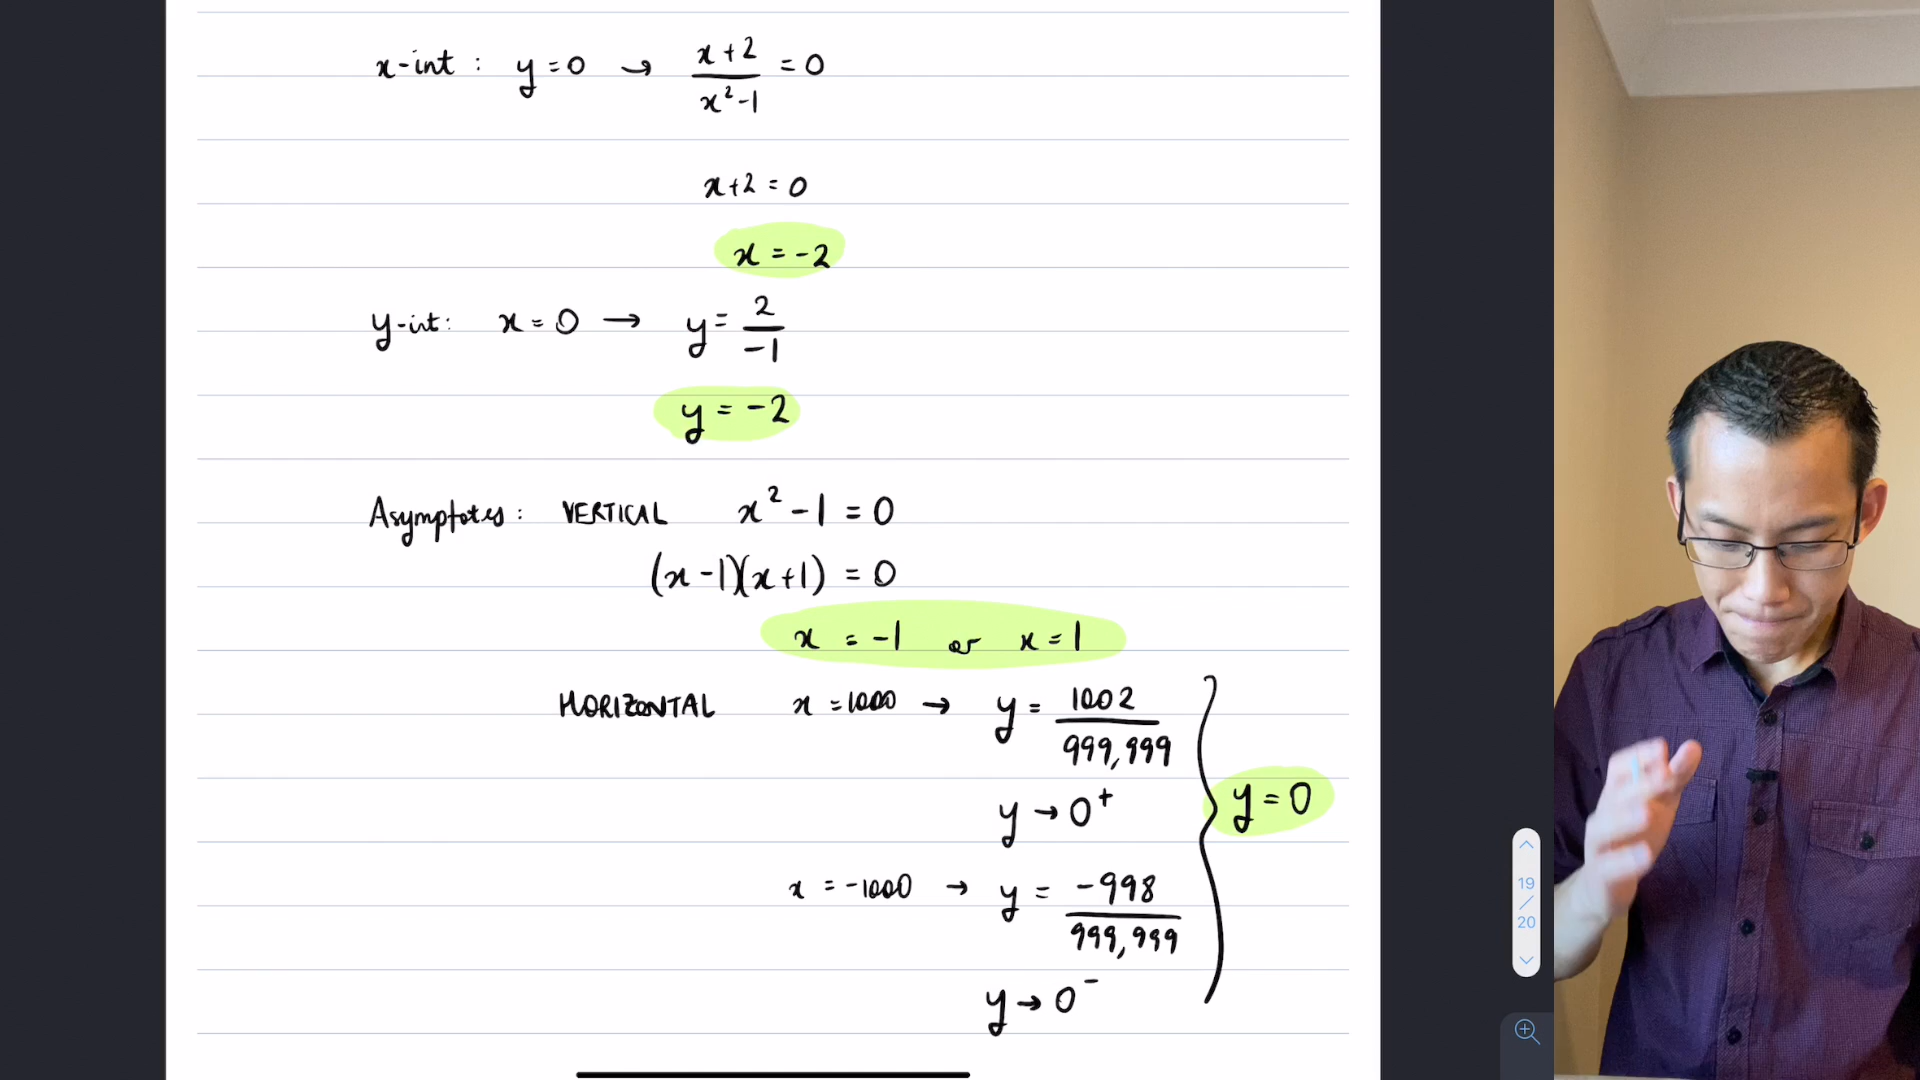 x-int : y=0 → x+2/x²-1 = 0
x+2 = 0
x = -2
y-int: x = 0 → y = 2/-1
y = -2
Asymptotes : VERTICAL x² - 1 = 0
(x-1)(x+1) = 0
x = -1 or x = 1
HORIZONTAL x = 1000 → y = 1002/999,999
y → 0⁺
y = 0
x = -1000 → y = -998/999,999
y → 0⁻
19
/
20